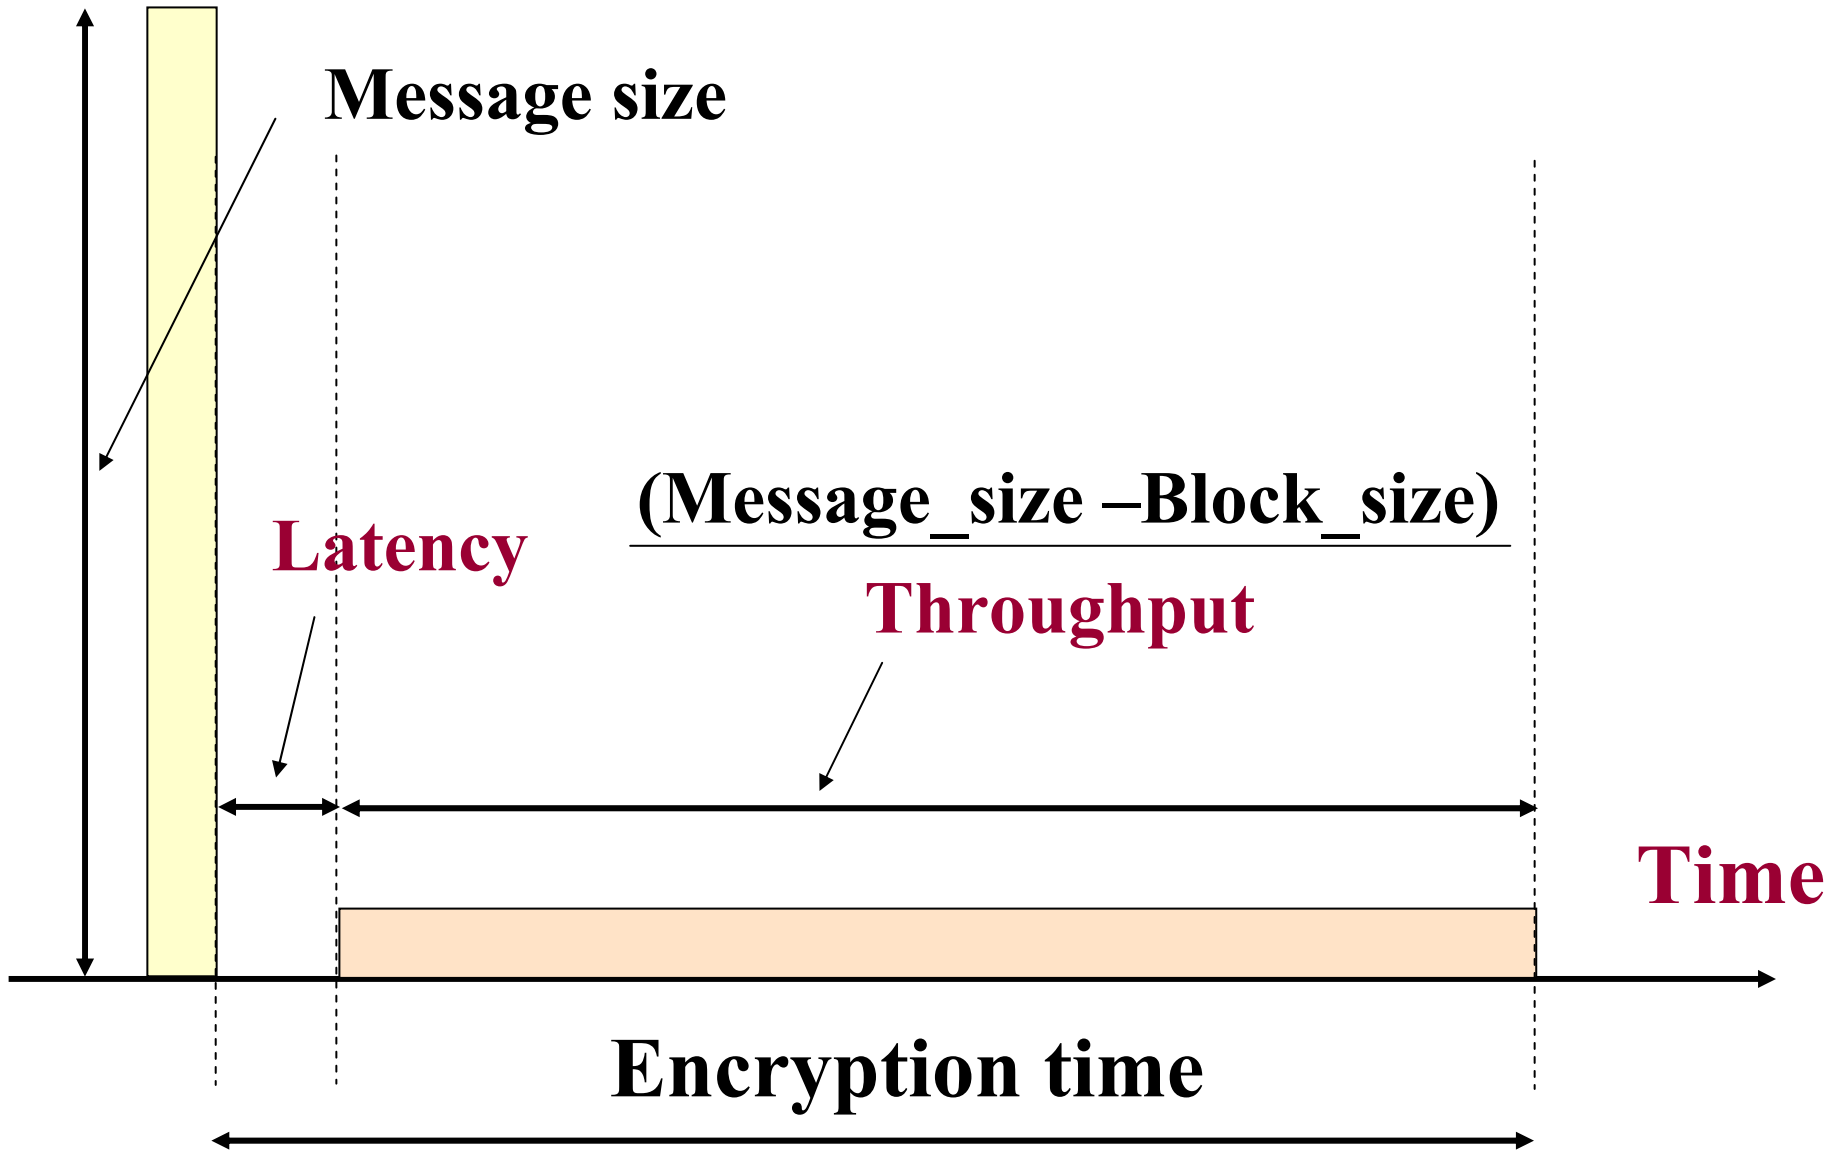 Message size
(Message_size –Block_size)
Latency
Throughput
Time
Encryption time